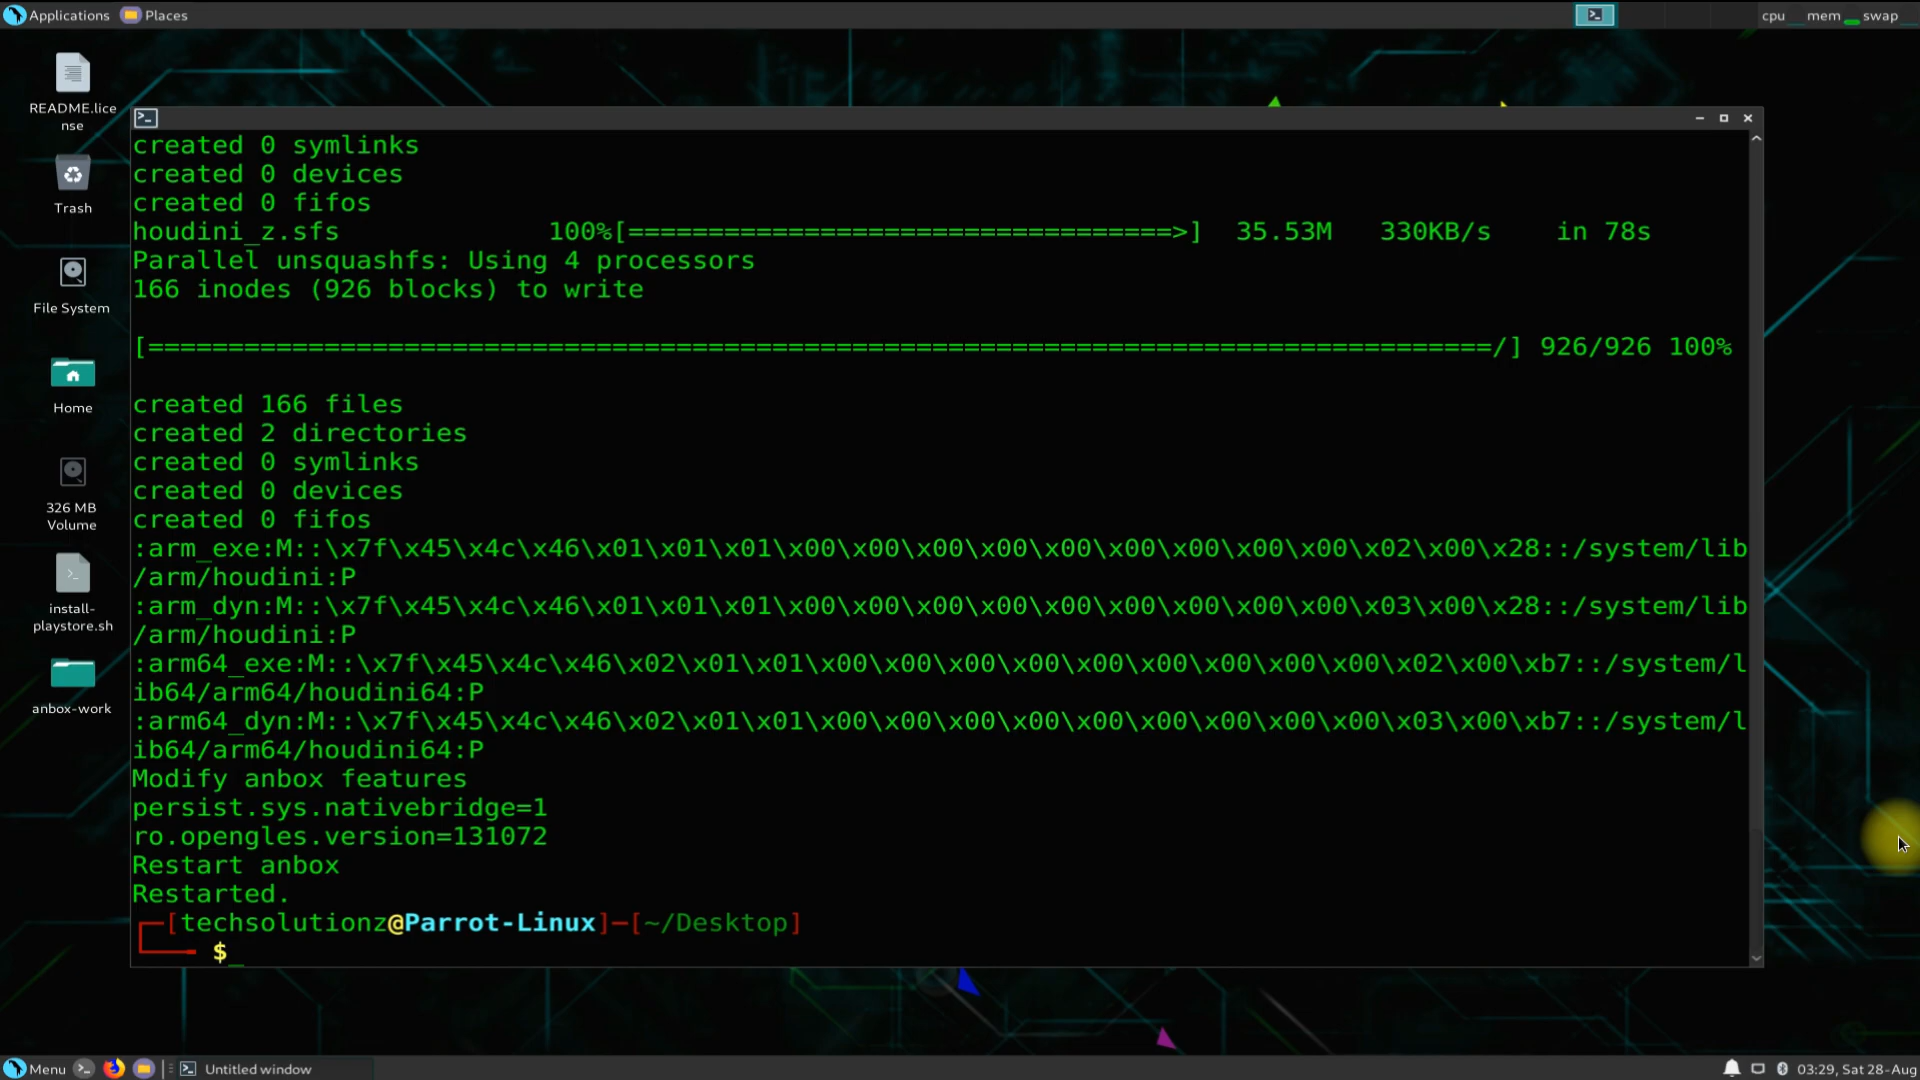 Applications Places cpu mem swap
README.lice
nse
Trash
File System
Home
326 MB
Volume
install-
playstore.sh
anbox-work
created 0 symlinks
created 0 devices
created 0 fifos
houdini_z.sfs 100%[===================================>] 35.53M 330KB/s in 78s
Parallel unsquashfs: Using 4 processors
166 inodes (926 blocks) to write
[====================================================================================/] 926/926 100%
created 166 files
created 2 directories
created 0 symlinks
created 0 devices
created 0 fifos
:arm_exe:M::\x7f\x45\x4c\x46\x01\x01\x01\x00\x00\x00\x00\x00\x00\x00\x00\x00\x02\x00\x28::/system/lib
/arm/houdini:P
:arm_dyn:M::\x7f\x45\x4c\x46\x01\x01\x01\x00\x00\x00\x00\x00\x00\x00\x00\x00\x03\x00\x28::/system/lib
/arm/houdini:P
:arm64_exe:M::\x7f\x45\x4c\x46\x02\x01\x01\x00\x00\x00\x00\x00\x00\x00\x00\x00\x02\x00\xb7::/system/l
ib64/arm64/houdini64:P
:arm64_dyn:M::\x7f\x45\x4c\x46\x02\x01\x01\x00\x00\x00\x00\x00\x00\x00\x00\x00\x03\x00\xb7::/system/l
ib64/arm64/houdini64:P
Modify anbox features
persist.sys.nativebridge=1
ro.opengles.version=131072
Restart anbox
Restarted.
┌─[techsolutionz@Parrot-Linux]─[~/Desktop]
└──╼ $_
Menu Untitled window 03:29, Sat 28-Aug